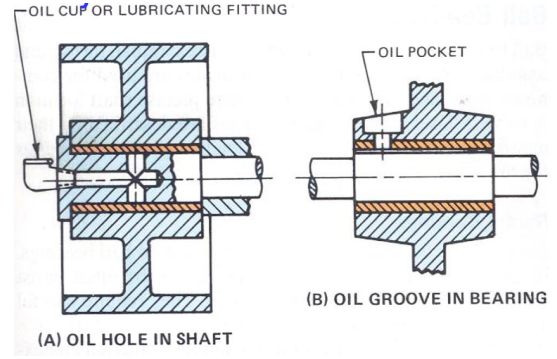 OIL CUP OR LUBRICATING FITTING
OIL POCKET
(A) OIL HOLE IN SHAFT
(B) OIL GROOVE IN BEARING